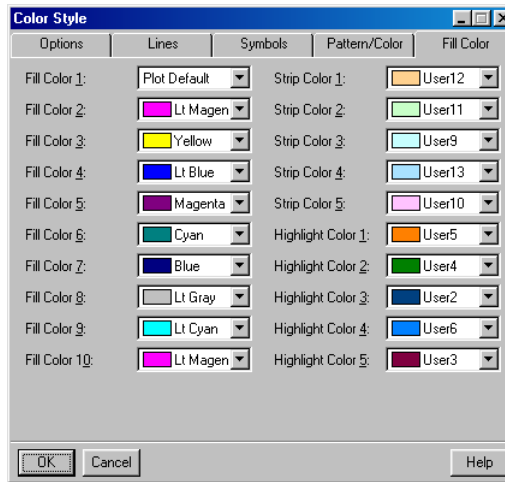 Color Style
Options Lines Symbols Pattern/Color Fill Color
Fill Color 1: Plot Default Strip Color 1: User12
Fill Color 2: Lt Magen Strip Color 2: User11
Fill Color 3: Yellow Strip Color 3: User9
Fill Color 4: Lt Blue Strip Color 4: User13
Fill Color 5: Magenta Strip Color 5: User10
Fill Color 6: Cyan Highlight Color 1: User5
Fill Color 7: Blue Highlight Color 2: User4
Fill Color 8: Lt Gray Highlight Color 3: User2
Fill Color 9: Lt Cyan Highlight Color 4: User6
Fill Color 10: Lt Magen Highlight Color 5: User3
OK Cancel Help